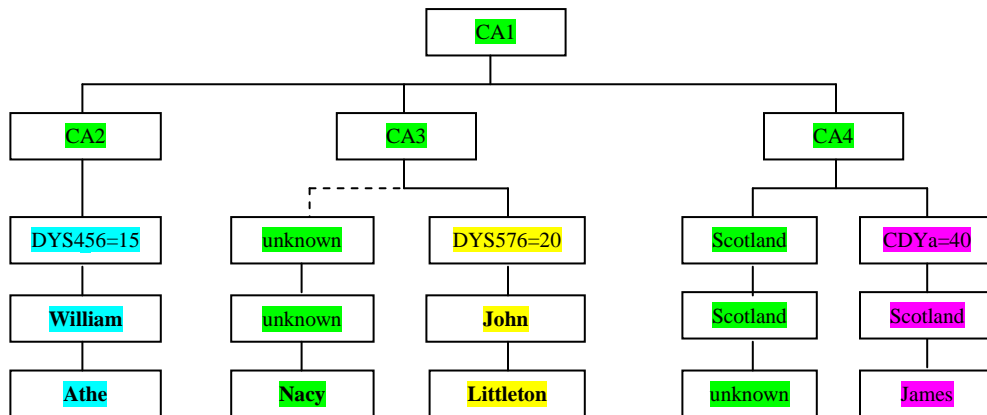 CA1
CA2 CA3 CA4
DYS456=15 unknown DYS576=20 Scotland CDYa=40
William unknown John Scotland Scotland
Athe Nacy Littleton unknown James